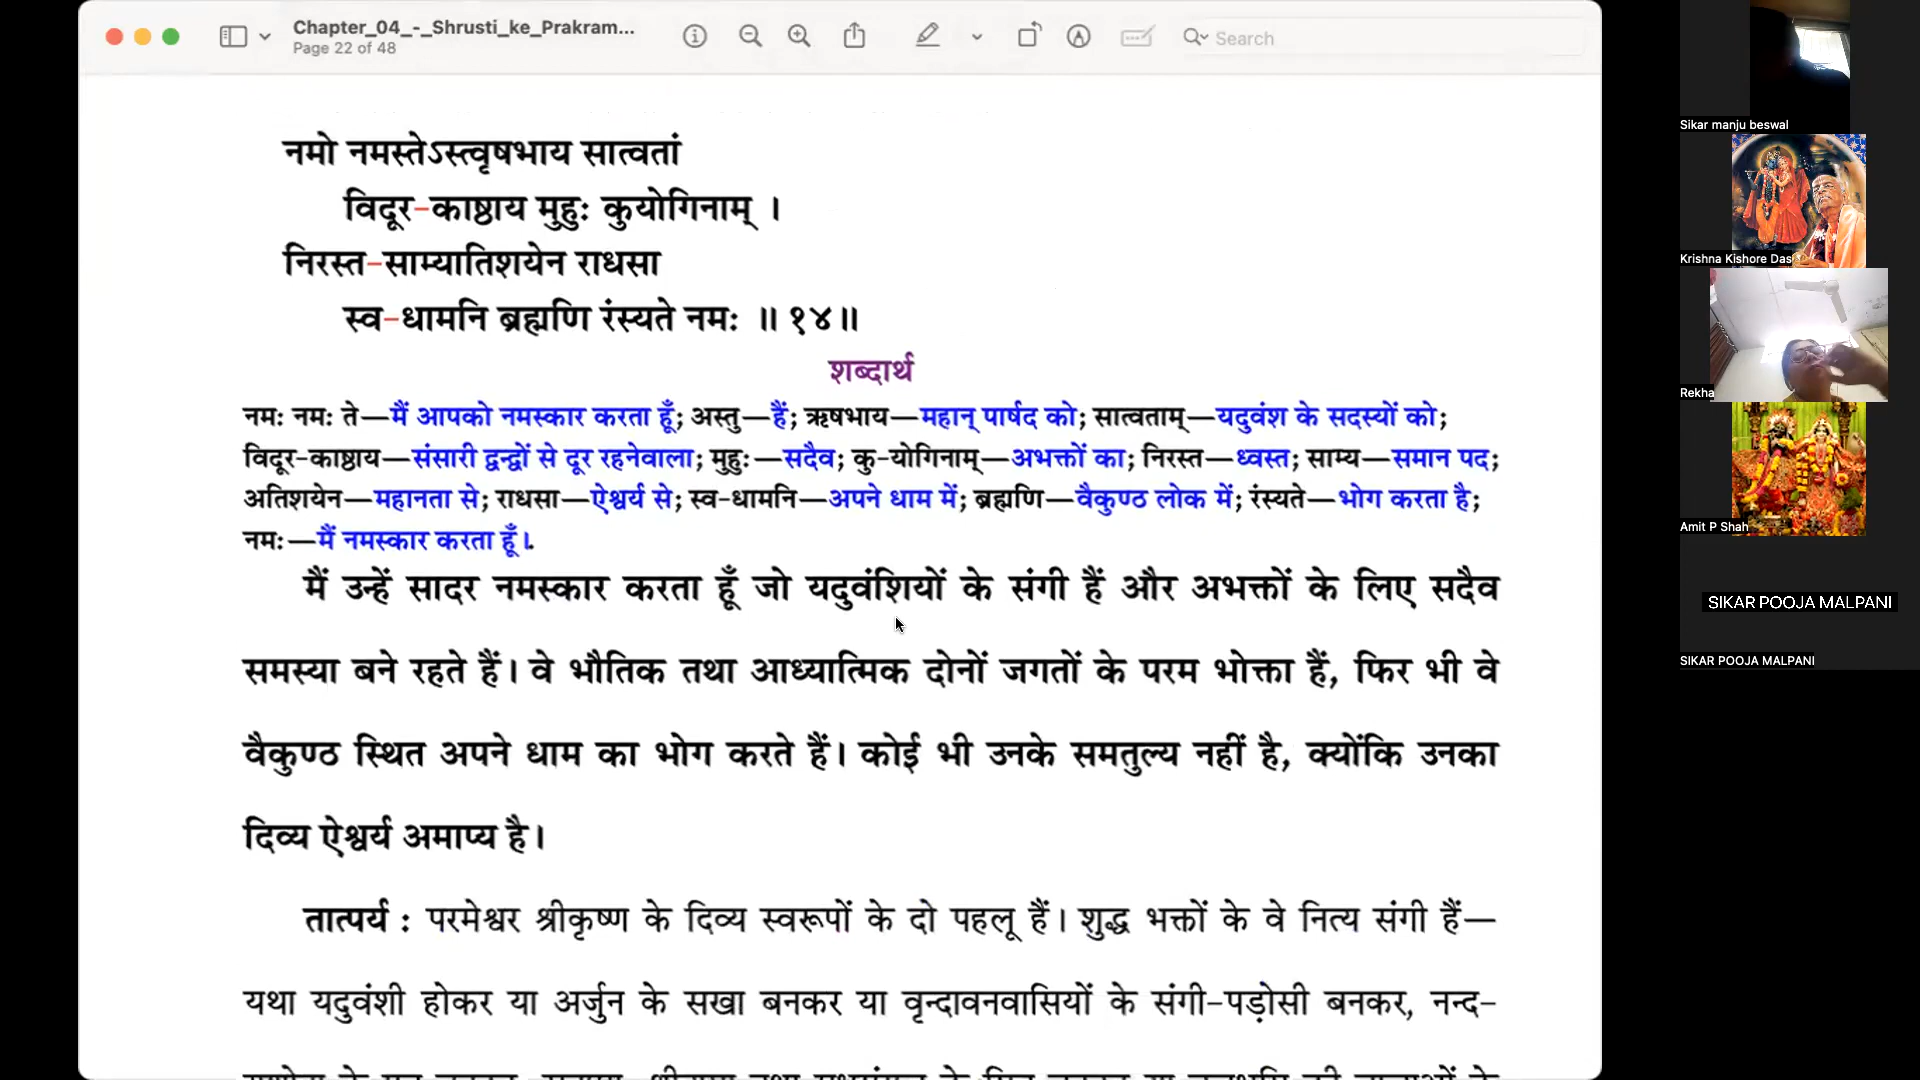 Chapter_04_-_Shrusti_ke_Prakram...
Page 22 of 48
Search
नमो नमस्तेऽस्त्वृषभाय सात्वतां
विदूर-काष्ठाय मुहुः कुयोगिनाम् ।
निरस्त-साम्यातिशयेन राधसा
स्व-धामनि ब्रह्मणि रंस्यते नमः ॥ १४॥
शब्दार्थ
नमः नमः ते—मैं आपको नमस्कार करता हूँ; अस्तु—हैं; ऋषभाय—महान् पार्षद को; सात्वताम्—यदुवंश के सदस्यों को;
विदूर-काष्ठाय—संसारी द्वन्द्वों से दूर रहनेवाला; मुहुः—सदैव; कु-योगिनाम्—अभक्तों का; निरस्त—ध्वस्त; साम्य—समान पद;
अतिशयेन—महानता से; राधसा—ऐश्वर्य से; स्व-धामनि—अपने धाम में; ब्रह्मणि—वैकुण्ठ लोक में; रंस्यते—भोग करता है;
नमः—मैं नमस्कार करता हूँ।.
मैं उन्हें सादर नमस्कार करता हूँ जो यदुवंशियों के संगी हैं और अभक्तों के लिए सदैव
समस्या बने रहते हैं। वे भौतिक तथा आध्यात्मिक दोनों जगतों के परम भोक्ता हैं, फिर भी वे
वैकुण्ठ स्थित अपने धाम का भोग करते हैं। कोई भी उनके समतुल्य नहीं है, क्योंकि उनका
दिव्य ऐश्वर्य अमाप्य है।
तात्पर्य : परमेश्वर श्रीकृष्ण के दिव्य स्वरूपों के दो पहलू हैं। शुद्ध भक्तों के वे नित्य संगी हैं—
यथा यदुवंशी होकर या अर्जुन के सखा बनकर या वृन्दावनवासियों के संगी-पड़ोसी बनकर, नन्द-
Sikar manju beswal
Krishna Kishore Das
Rekha
Amit P Shah
SIKAR POOJA MALPANI
SIKAR POOJA MALPANI